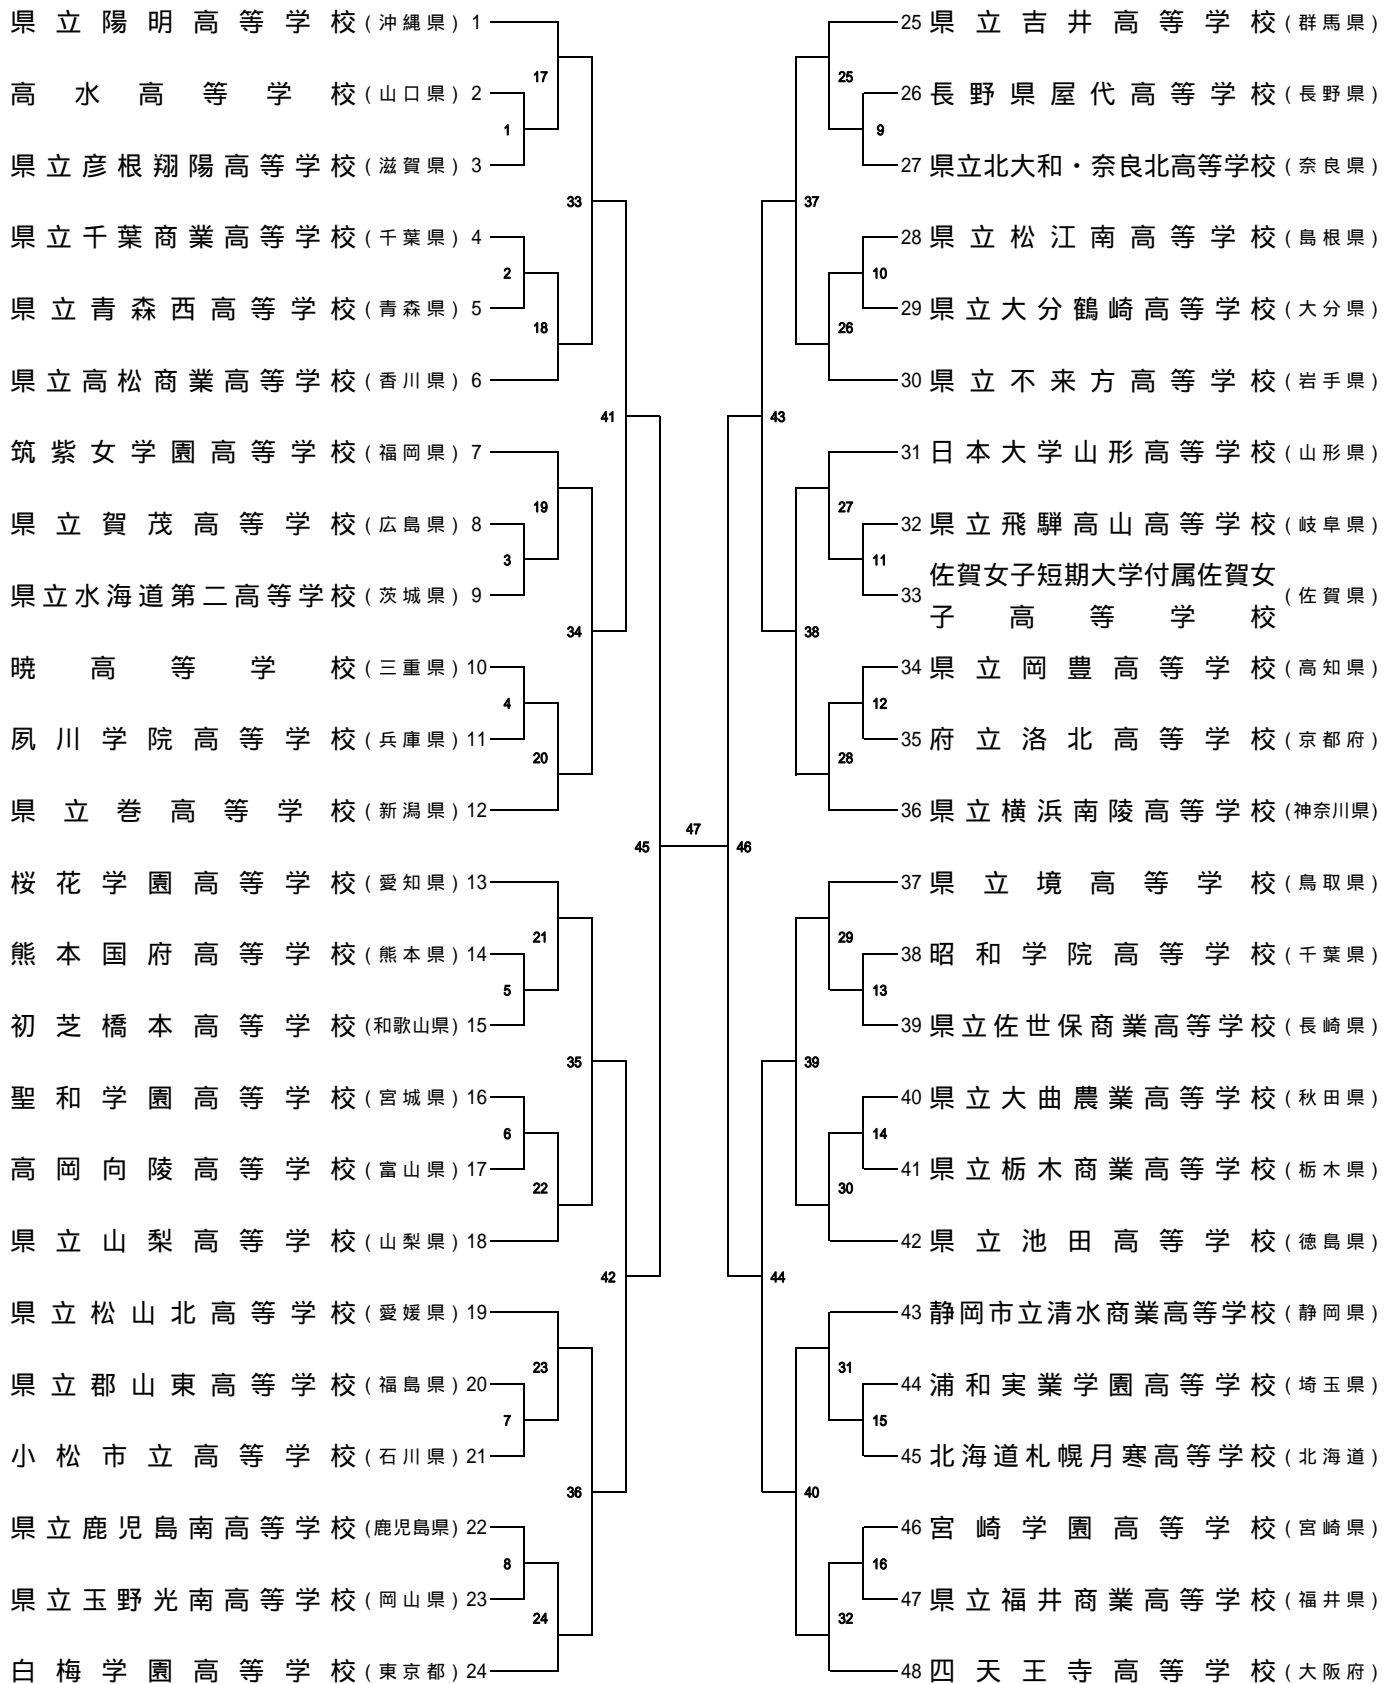 県立陽明高等学校(沖縄県) 1
高水高等学校(山口県) 2
県立彦根翔陽高等学校(滋賀県) 3
県立千葉商業高等学校(千葉県) 4
県立青森西高等学校(青森県) 5
県立高松商業高等学校(香川県) 6
筑紫女学園高等学校(福岡県) 7
県立賀茂高等学校(広島県) 8
県立水海道第二高等学校(茨城県) 9
暁高等学校(三重県) 10
夙川学院高等学校(兵庫県) 11
県立巻高等学校(新潟県) 12
桜花学園高等学校(愛知県) 13
熊本国府高等学校(熊本県) 14
初芝橋本高等学校(和歌山県) 15
聖和学園高等学校(宮城県) 16
高岡向陵高等学校(富山県) 17
県立山梨高等学校(山梨県) 18
県立松山北高等学校(愛媛県) 19
県立郡山東高等学校(福島県) 20
小松市立高等学校(石川県) 21
県立鹿児島南高等学校(鹿児島県) 22
県立玉野光南高等学校(岡山県) 23
白梅学園高等学校(東京都) 24
17
1
33
2
18
41
19
3
34
4
20
45
21
5
35
6
22
42
23
7
36
8
24
47
46
25
9
37
10
26
43
27
11
38
12
28
29
13
39
14
30
44
31
15
40
16
32
25 県立吉井高等学校(群馬県)
26 長野県屋代高等学校(長野県)
27 県立北大和・奈良北高等学校(奈良県)
28 県立松江南高等学校(島根県)
29 県立大分鶴崎高等学校(大分県)
30 県立不来方高等学校(岩手県)
31 日本大学山形高等学校(山形県)
32 県立飛騨高山高等学校(岐阜県)
33 佐賀女子短期大学付属佐賀女
子高等学校
(佐賀県)
34 県立岡豊高等学校(高知県)
35 府立洛北高等学校(京都府)
36 県立横浜南陵高等学校(神奈川県)
37 県立境高等学校(鳥取県)
38 昭和学院高等学校(千葉県)
39 県立佐世保商業高等学校(長崎県)
40 県立大曲農業高等学校(秋田県)
41 県立栃木商業高等学校(栃木県)
42 県立池田高等学校(徳島県)
43 静岡市立清水商業高等学校(静岡県)
44 浦和実業学園高等学校(埼玉県)
45 北海道札幌月寒高等学校(北海道)
46 宮崎学園高等学校(宮崎県)
47 県立福井商業高等学校(福井県)
48 四天王寺高等学校(大阪府)